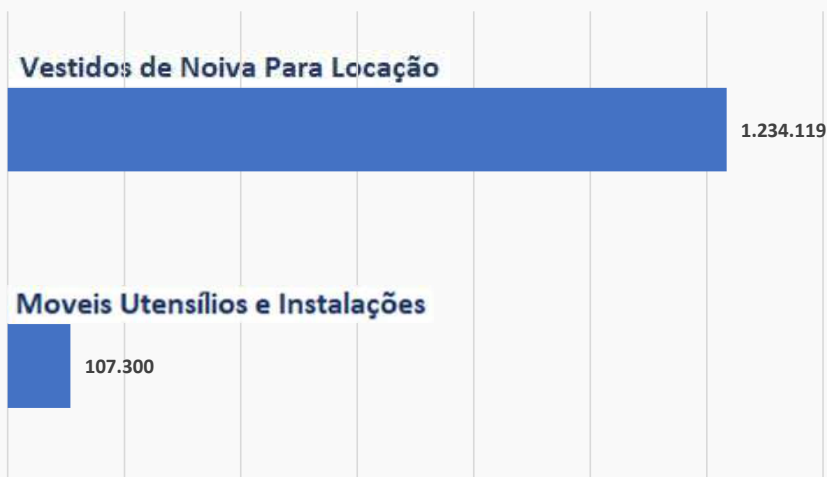 Vestidos de Noiva Para Locação
1.234.119
Moveis Utensílios e Instalações
107.300